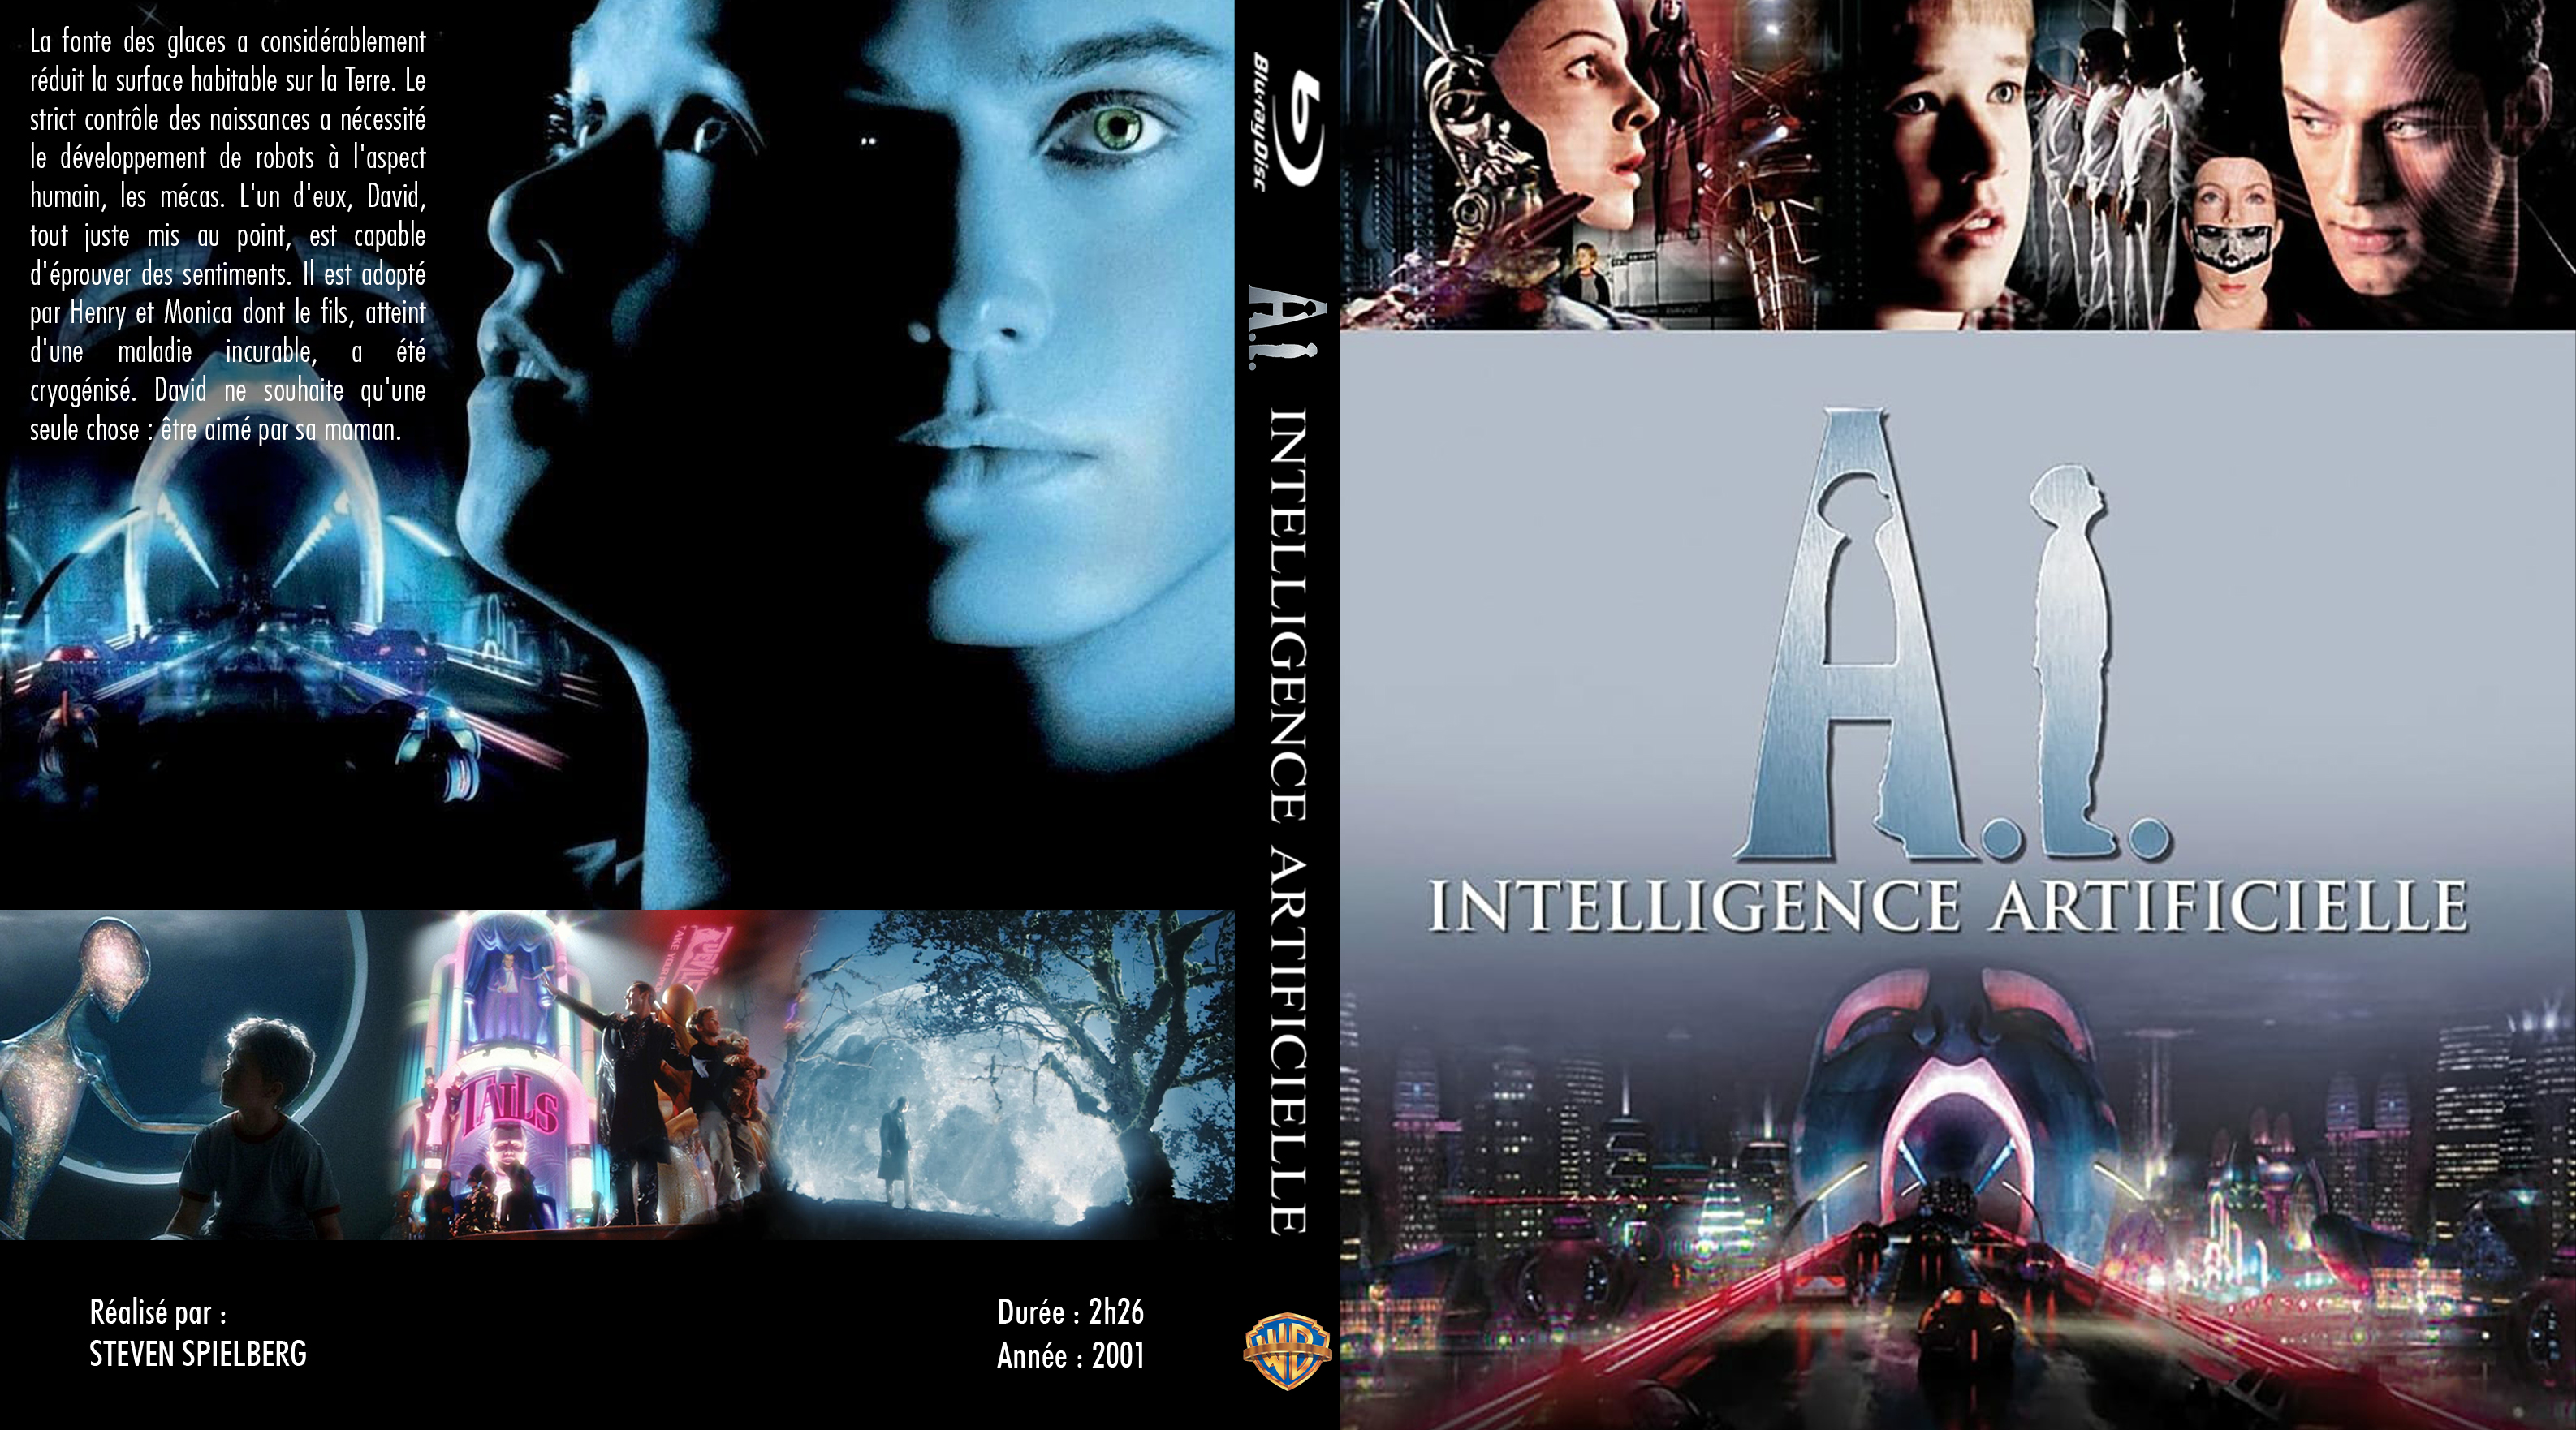 La fonte des glaces a considérablement
réduit la surface habitable sur la Terre. Le
strict contrôle des naissances a nécessité
le développement de robots à l'aspect
humain, les mécas. L'un d'eux, David,
tout juste mis au point, est capable
d'éprouver des sentiments. Il est adopté
par Henry et Monica dont le fils, atteint
d'une maladie incurable, a été
cryogénisé. David ne souhaite qu'une
seule chose : être aimé par sa maman.
TAILS
Réalisé par :
STEVEN SPIELBERG
Durée : 2h26
Année : 2001
Blu-ray Disc
A.i. INTELLIGENCE ARTIFICIELLE
WB
A.i.
INTELLIGENCE ARTIFICIELLE